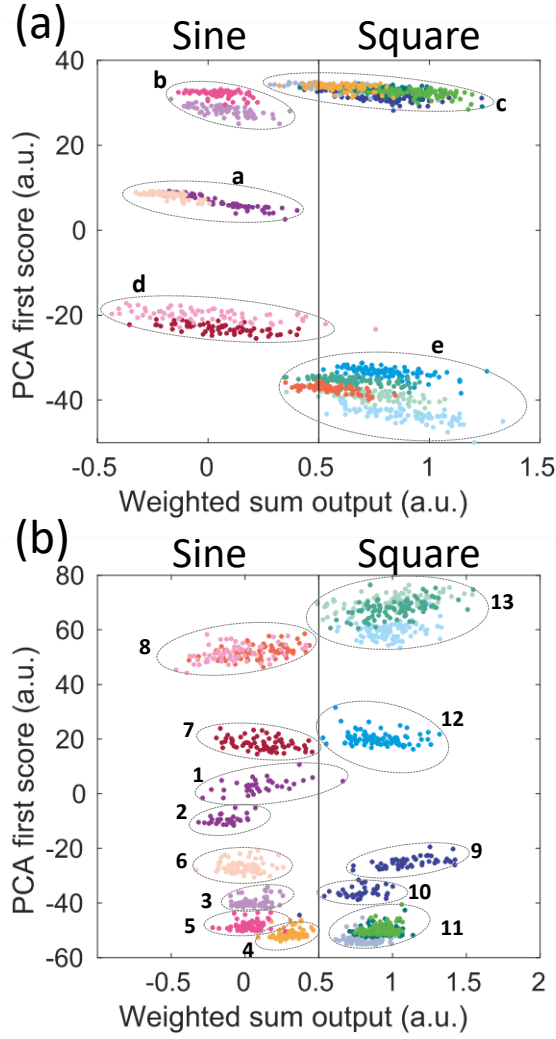 (a)
Sine Square
40
20
0
-20
-40
PCA first score (a.u.)
b
c
a
d
e
-0.5 0 0.5 1 1.5
Weighted sum output (a.u.)
(b)
Sine Square
80
60
40
20
0
-20
-40
-60
PCA first score (a.u.)
13
8
12
7
1
2
9
6
10
3
5
11
4
-1 -0.5 0 0.5 1 1.5 2
Weighted sum output (a.u.)